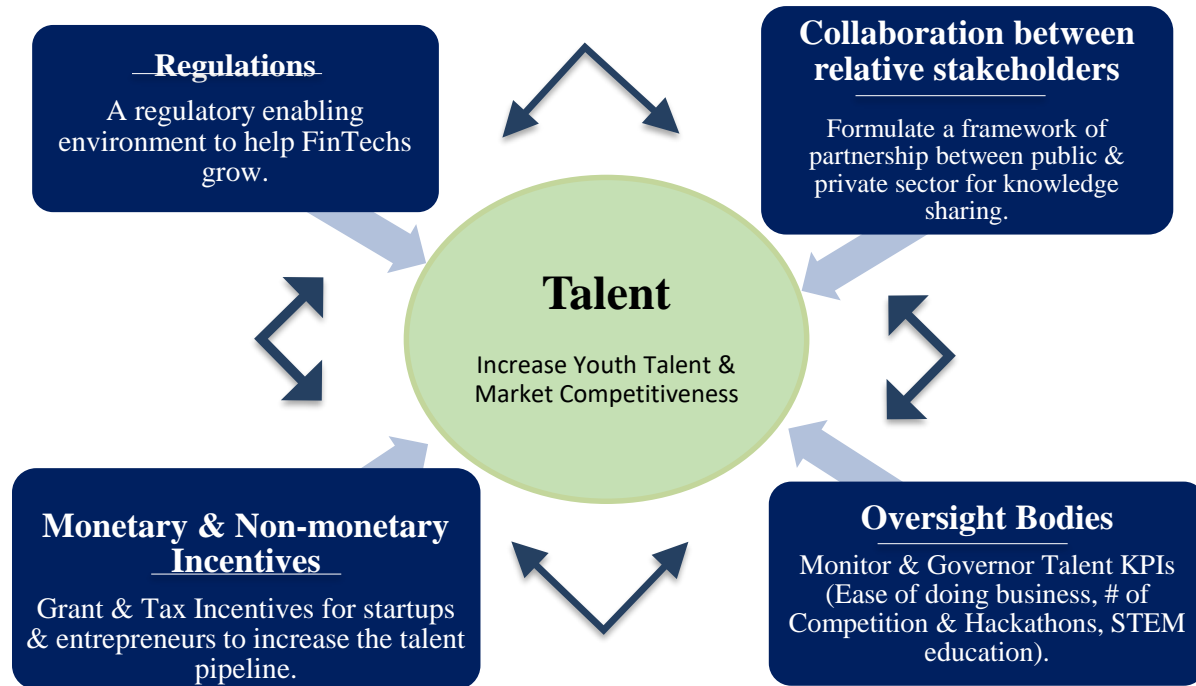 Regulations
A regulatory enabling
environment to help FinTechs
grow.
Collaboration between
relative stakeholders
Formulate a framework of
partnership between public &
private sector for knowledge
sharing.
Talent
Increase Youth Talent &
Market Competitiveness
Monetary & Non-monetary
Incentives
Grant & Tax Incentives for startups
& entrepreneurs to increase the talent
pipeline.
Oversight Bodies
Monitor & Governor Talent KPIs
(Ease of doing business, # of
Competition & Hackathons, STEM
education).